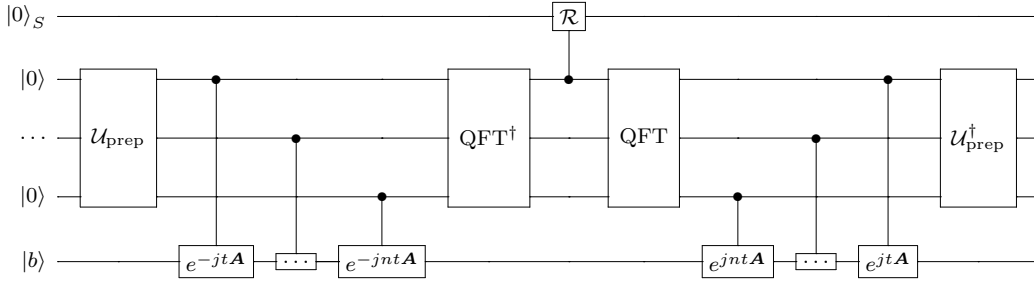 |0⟩_S ℛ
|0⟩
⋯ 𝒰_prep QFT† QFT 𝒰†_prep
|0⟩
|b⟩ e^{-jt𝑨} ⋯ e^{-jnt𝑨} e^{jnt𝑨} ⋯ e^{jt𝑨}